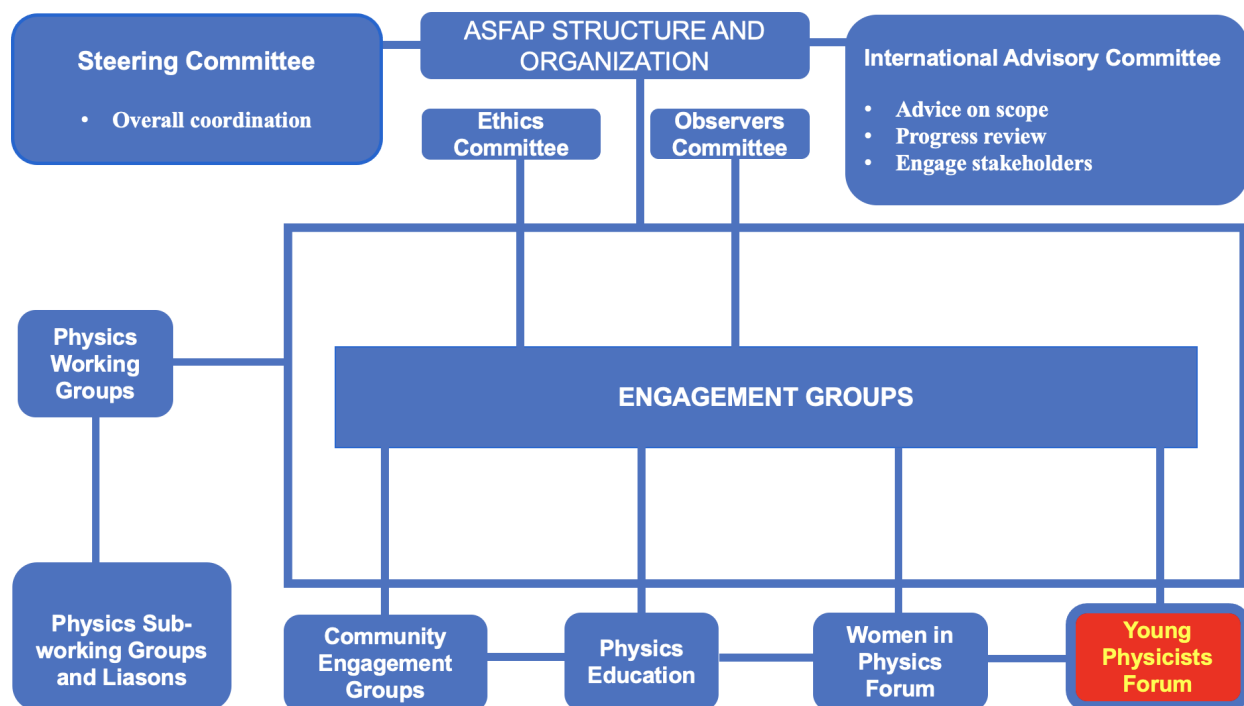 ASFAP STRUCTURE AND
ORGANIZATION
Steering Committee
• Overall coordination
International Advisory Committee
• Advice on scope
• Progress review
• Engage stakeholders
Ethics
Committee
Observers
Committee
Physics
Working
Groups
ENGAGEMENT GROUPS
Physics Sub-
working Groups
and Liasons
Community
Engagement
Groups
Physics
Education
Women in
Physics
Forum
Young
Physicists
Forum